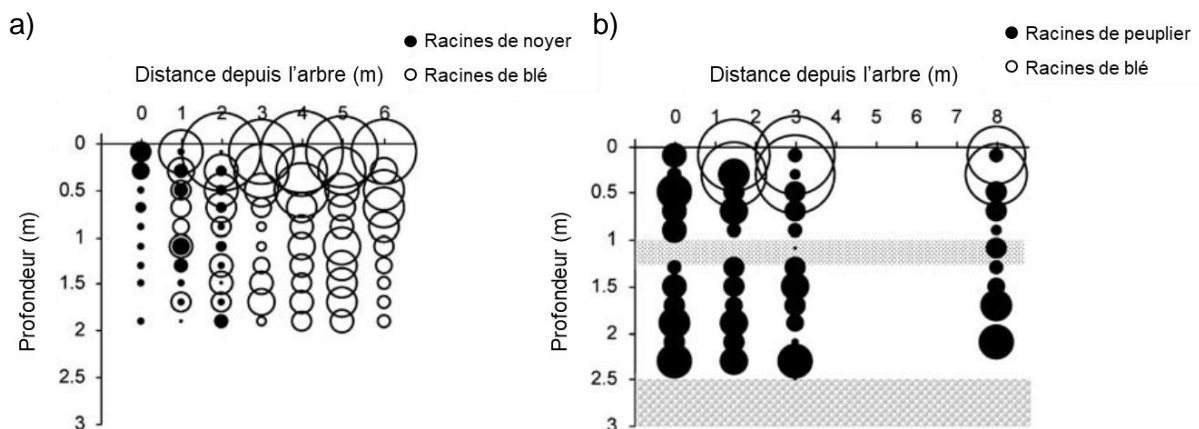 a)
Racines de noyer
Racines de blé
Distance depuis l’arbre (m)
0 1 2 3 4 5 6
Profondeur (m)
0
0.5
1
1.5
2
2.5
3
b)
Racines de peuplier
Racines de blé
Distance depuis l’arbre (m)
0 1 2 3 4 5 6 7 8
Profondeur (m)
0
0.5
1
1.5
2
2.5
3